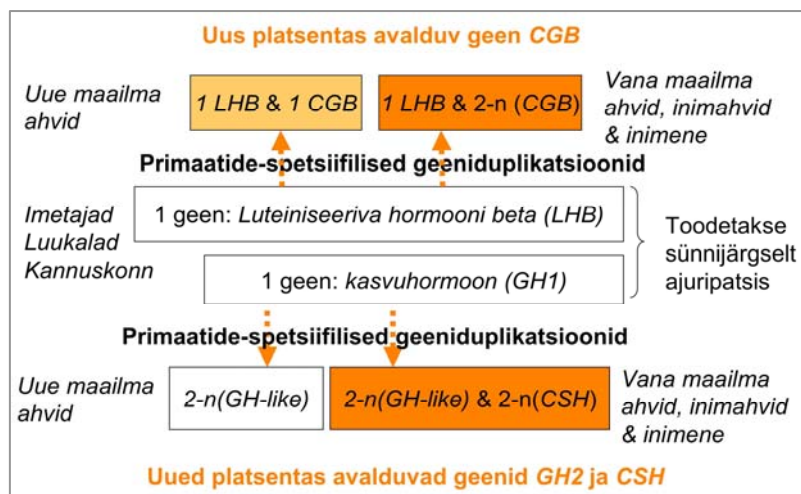 Uus platsentas avalduv geen CGB
Uue maailma
ahvid
1 LHB & 1 CGB
1 LHB & 2-n (CGB)
Vana maailma
ahvid, inimahvid
& inimene
Primaatide-spetsiifilised geeniduplikatsioonid
Imetajad
Luukalad
Kannuskonn
1 geen: Luteiniseeriva hormooni beta (LHB)
1 geen: kasvuhormoon (GH1)
Toodetakse
sünnijärgselt
ajuripatsis
Primaatide-spetsiifilised geeniduplikatsioonid
Uue maailma
ahvid
2-n(GH-like)
2-n(GH-like) & 2-n(CSH)
Vana maailma
ahvid, inimahvid
& inimene
Uued platsentas avalduvad geenid GH2 ja CSH